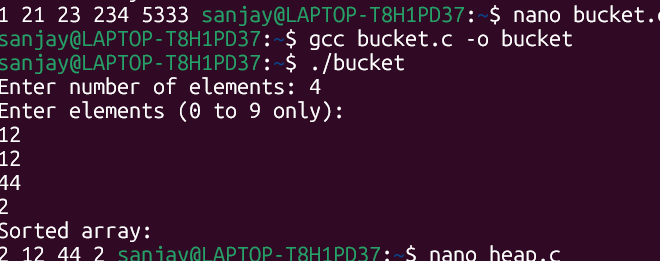 1 21 23 234 5333 sanjay@LAPTOP-T8H1PD37:~$ nano bucket.c
sanjay@LAPTOP-T8H1PD37:~$ gcc bucket.c -o bucket
sanjay@LAPTOP-T8H1PD37:~$ ./bucket
Enter number of elements: 4
Enter elements (0 to 9 only):
12
12
44
2
Sorted array:
2 12 44 2 sanjay@LAPTOP-T8H1PD37:~$ nano heap.c